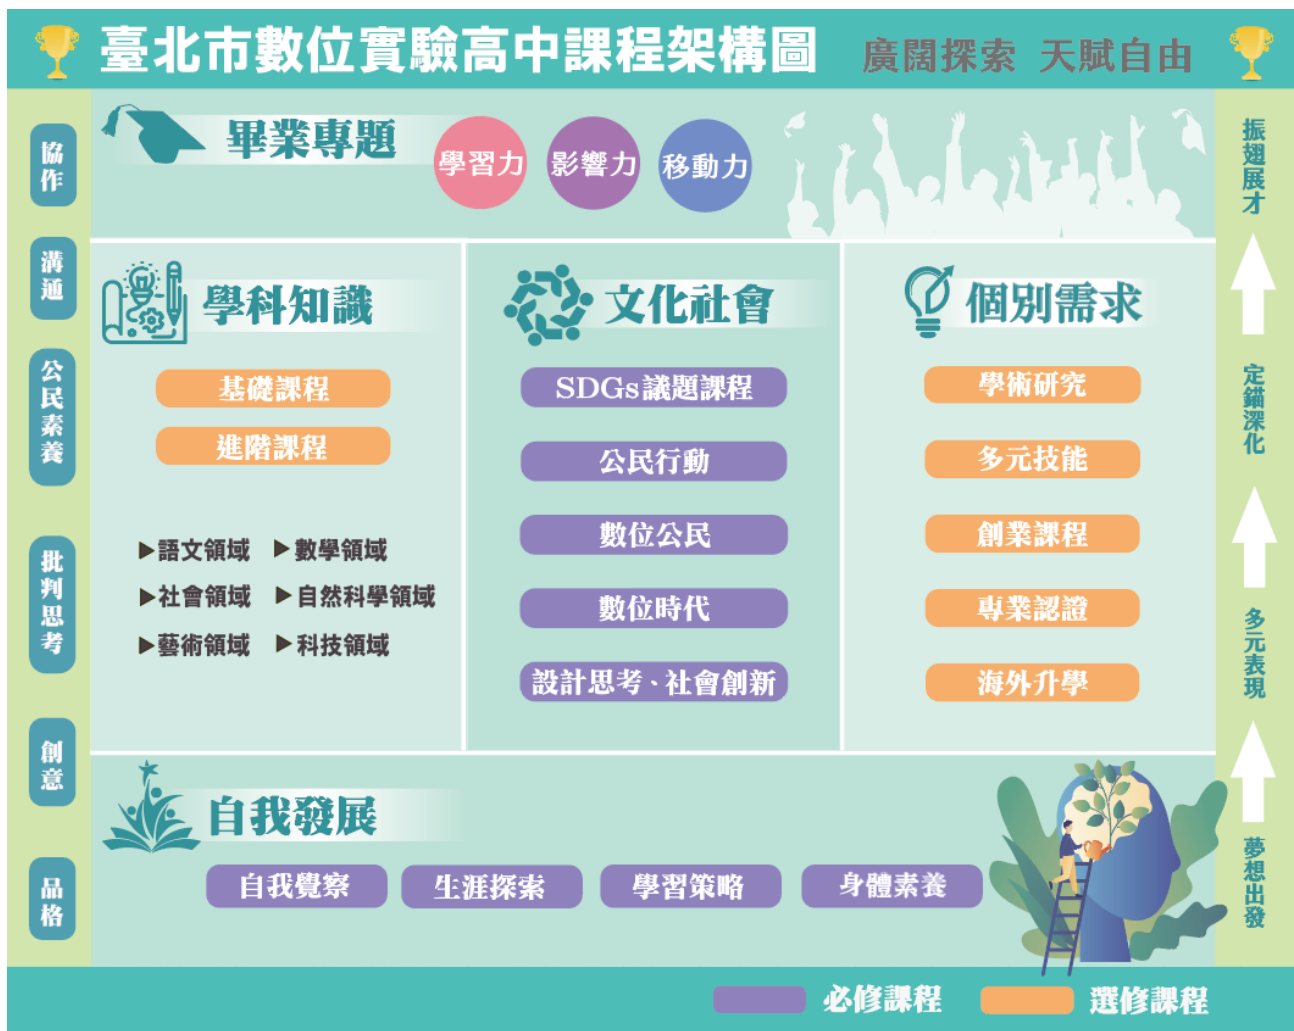 臺北市數位實驗高中課程架構圖 廣闊探索 天賦自由
協作
溝通
公民素養
批判思考
創意
品格
畢業專題
學習力
影響力
移動力
學科知識
基礎課程
進階課程
▶語文領域 ▶數學領域
▶社會領域 ▶自然科學領域
▶藝術領域 ▶科技領域
文化社會
SDGs議題課程
公民行動
數位公民
數位時代
設計思考、社會創新
個別需求
學術研究
多元技能
創業課程
專業認證
海外升學
自我發展
自我覺察
生涯探索
學習策略
身體素養
振翅展才
定錨深化
多元表現
夢想出發
必修課程
選修課程